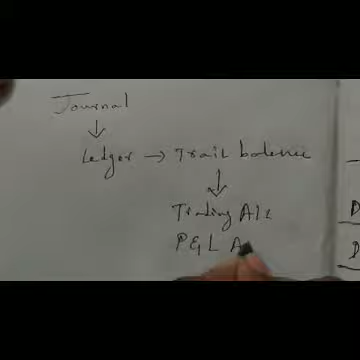 Journal
Ledger → Trail balance
Trading A/c
P & L A
D
D